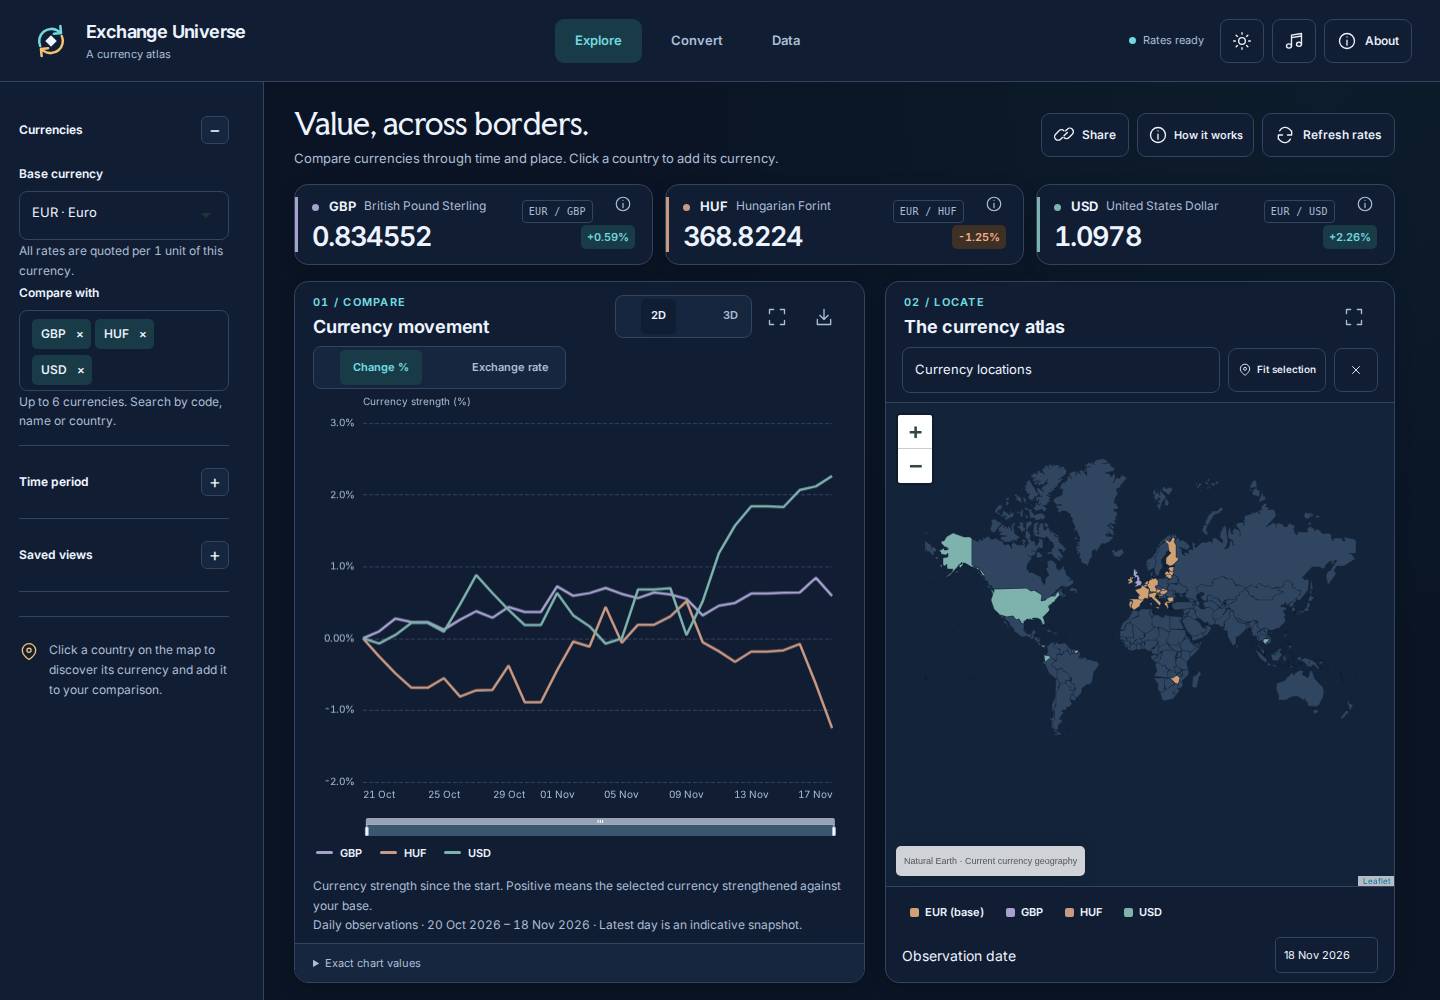 Exchange Universe
A currency atlas
Explore
Convert
Data
Rates ready
About
Currencies
−
Base currency
EUR · Euro
All rates are quoted per 1 unit of this
currency.
Compare with
GBP ×
HUF ×
USD ×
Up to 6 currencies. Search by code,
name or country.
Time period
+
Saved views
+
Click a country on the map to
discover its currency and add it
to your comparison.
Value, across borders.
Compare currencies through time and place. Click a country to add its currency.
Share
How it works
Refresh rates
GBP British Pound Sterling
EUR / GBP
0.834552
+0.59%
HUF Hungarian Forint
EUR / HUF
368.8224
-1.25%
USD United States Dollar
EUR / USD
1.0978
+2.26%
01 / COMPARE
Currency movement
2D
3D
Change %
Exchange rate
Currency strength (%)
3.0%
2.0%
1.0%
0.00%
-1.0%
-2.0%
21 Oct
25 Oct
29 Oct
01 Nov
05 Nov
09 Nov
13 Nov
17 Nov
GBP
HUF
USD
Currency strength since the start. Positive means the selected currency strengthened against
your base.
Daily observations · 20 Oct 2026 – 18 Nov 2026 · Latest day is an indicative snapshot.
Exact chart values
02 / LOCATE
The currency atlas
Currency locations
Fit selection
×
+
−
Natural Earth · Current currency geography
Leaflet
EUR (base)
GBP
HUF
USD
Observation date
18 Nov 2026